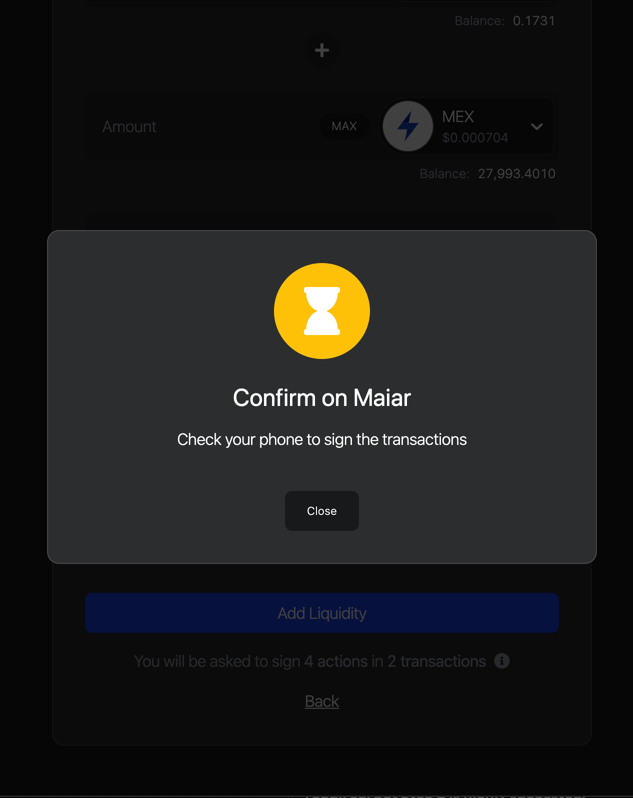 Balance: 0.1731
Amount
MAX
MEX
$0.000704
Balance: 27,993.4010
Confirm on Maiar
Check your phone to sign the transactions
Close
Add Liquidity
You will be asked to sign 4 actions in 2 transactions
Back